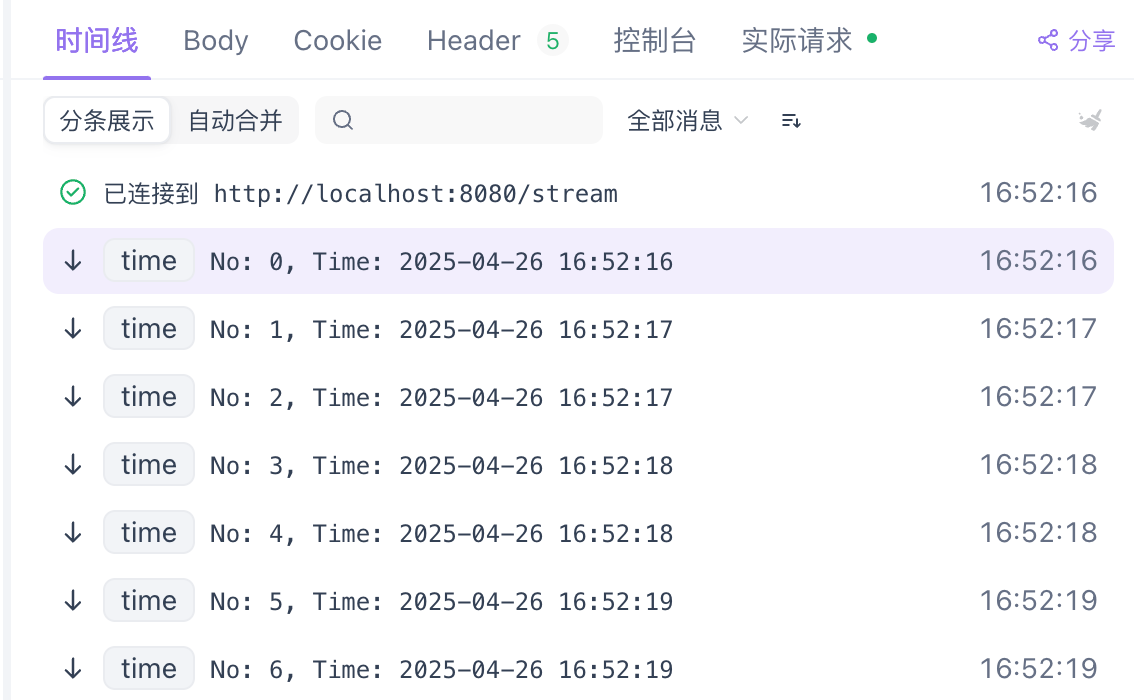 时间线 Body Cookie Header 5 控制台 实际请求 分享
分条展示 自动合并 全部消息
已连接到 http://localhost:8080/stream 16:52:16
time No: 0, Time: 2025-04-26 16:52:16 16:52:16
time No: 1, Time: 2025-04-26 16:52:17 16:52:17
time No: 2, Time: 2025-04-26 16:52:17 16:52:17
time No: 3, Time: 2025-04-26 16:52:18 16:52:18
time No: 4, Time: 2025-04-26 16:52:18 16:52:18
time No: 5, Time: 2025-04-26 16:52:19 16:52:19
time No: 6, Time: 2025-04-26 16:52:19 16:52:19